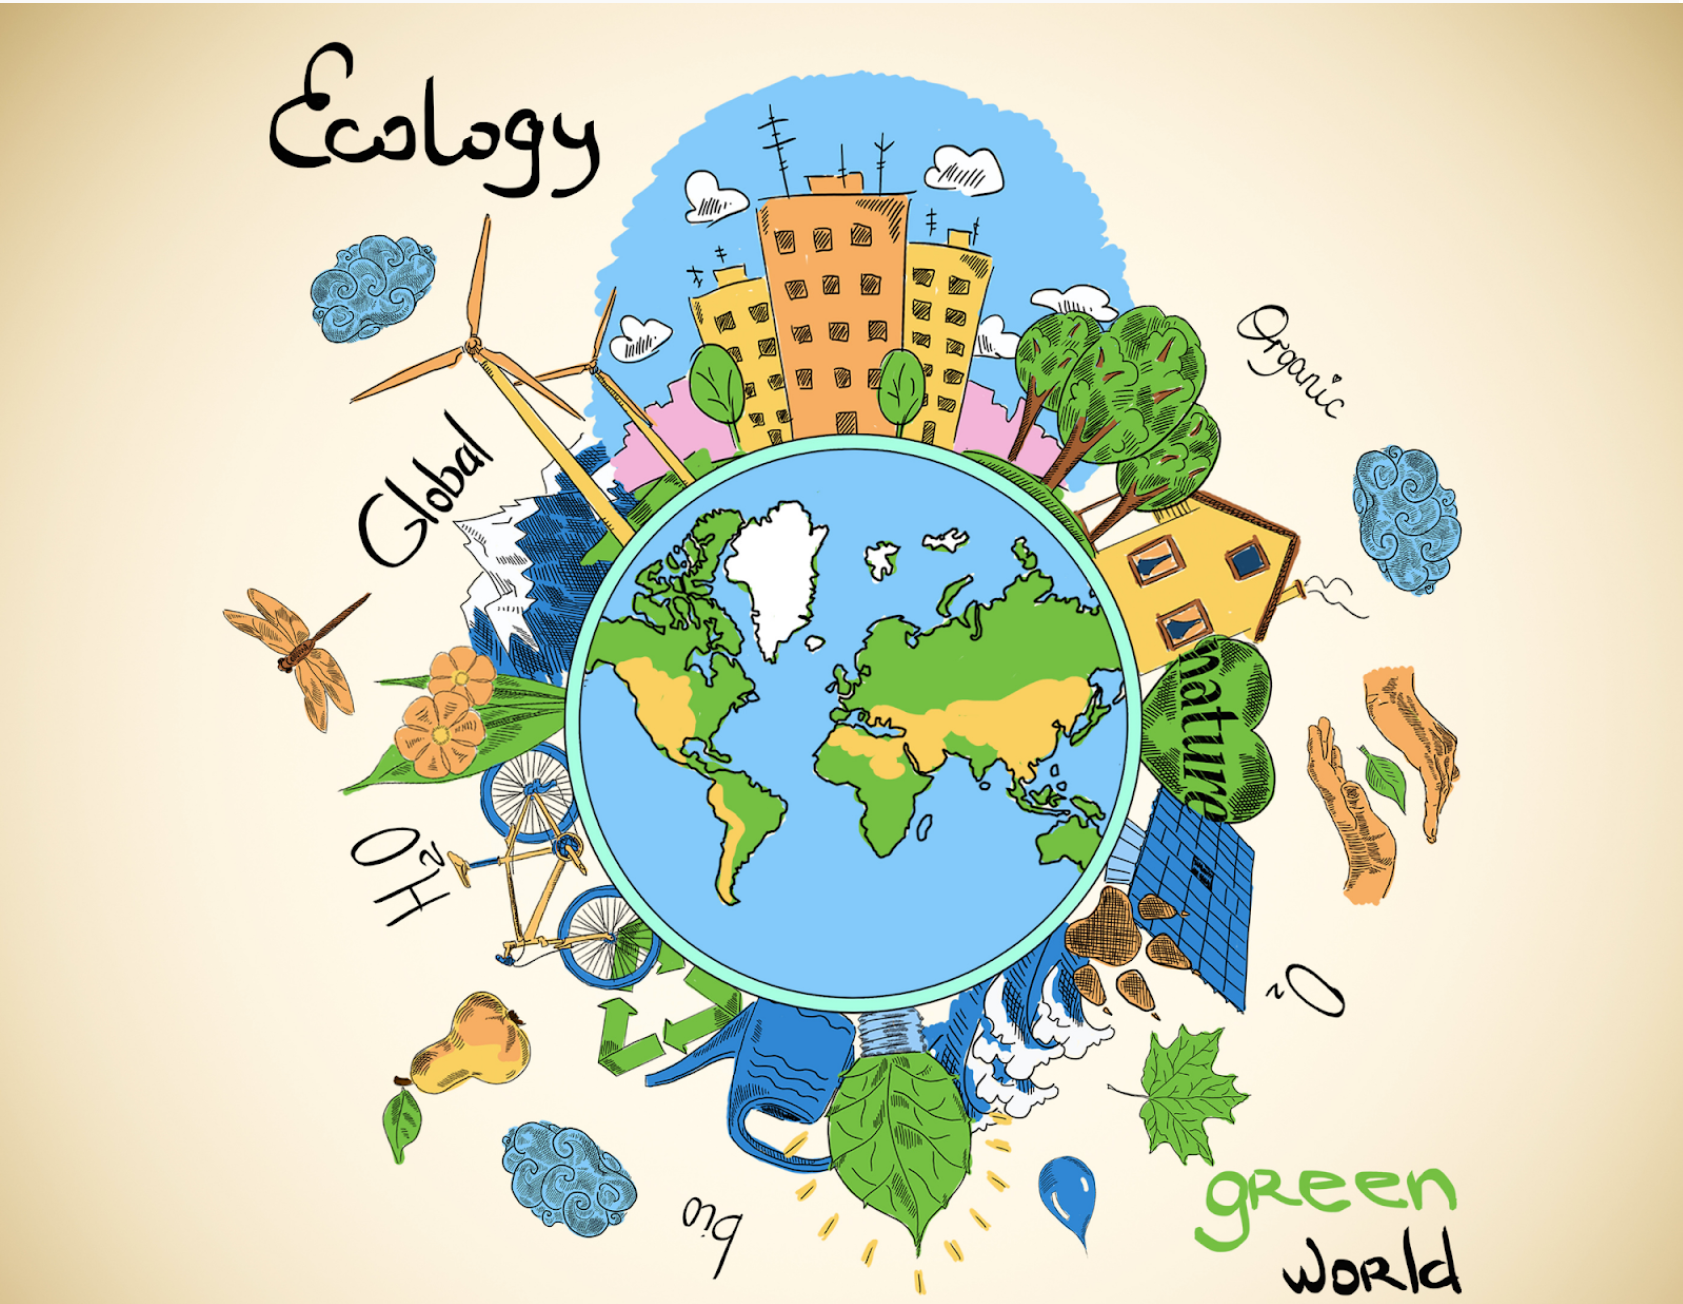 Ecology
Organic
Global
nature
H2O
O2
bio
green
world